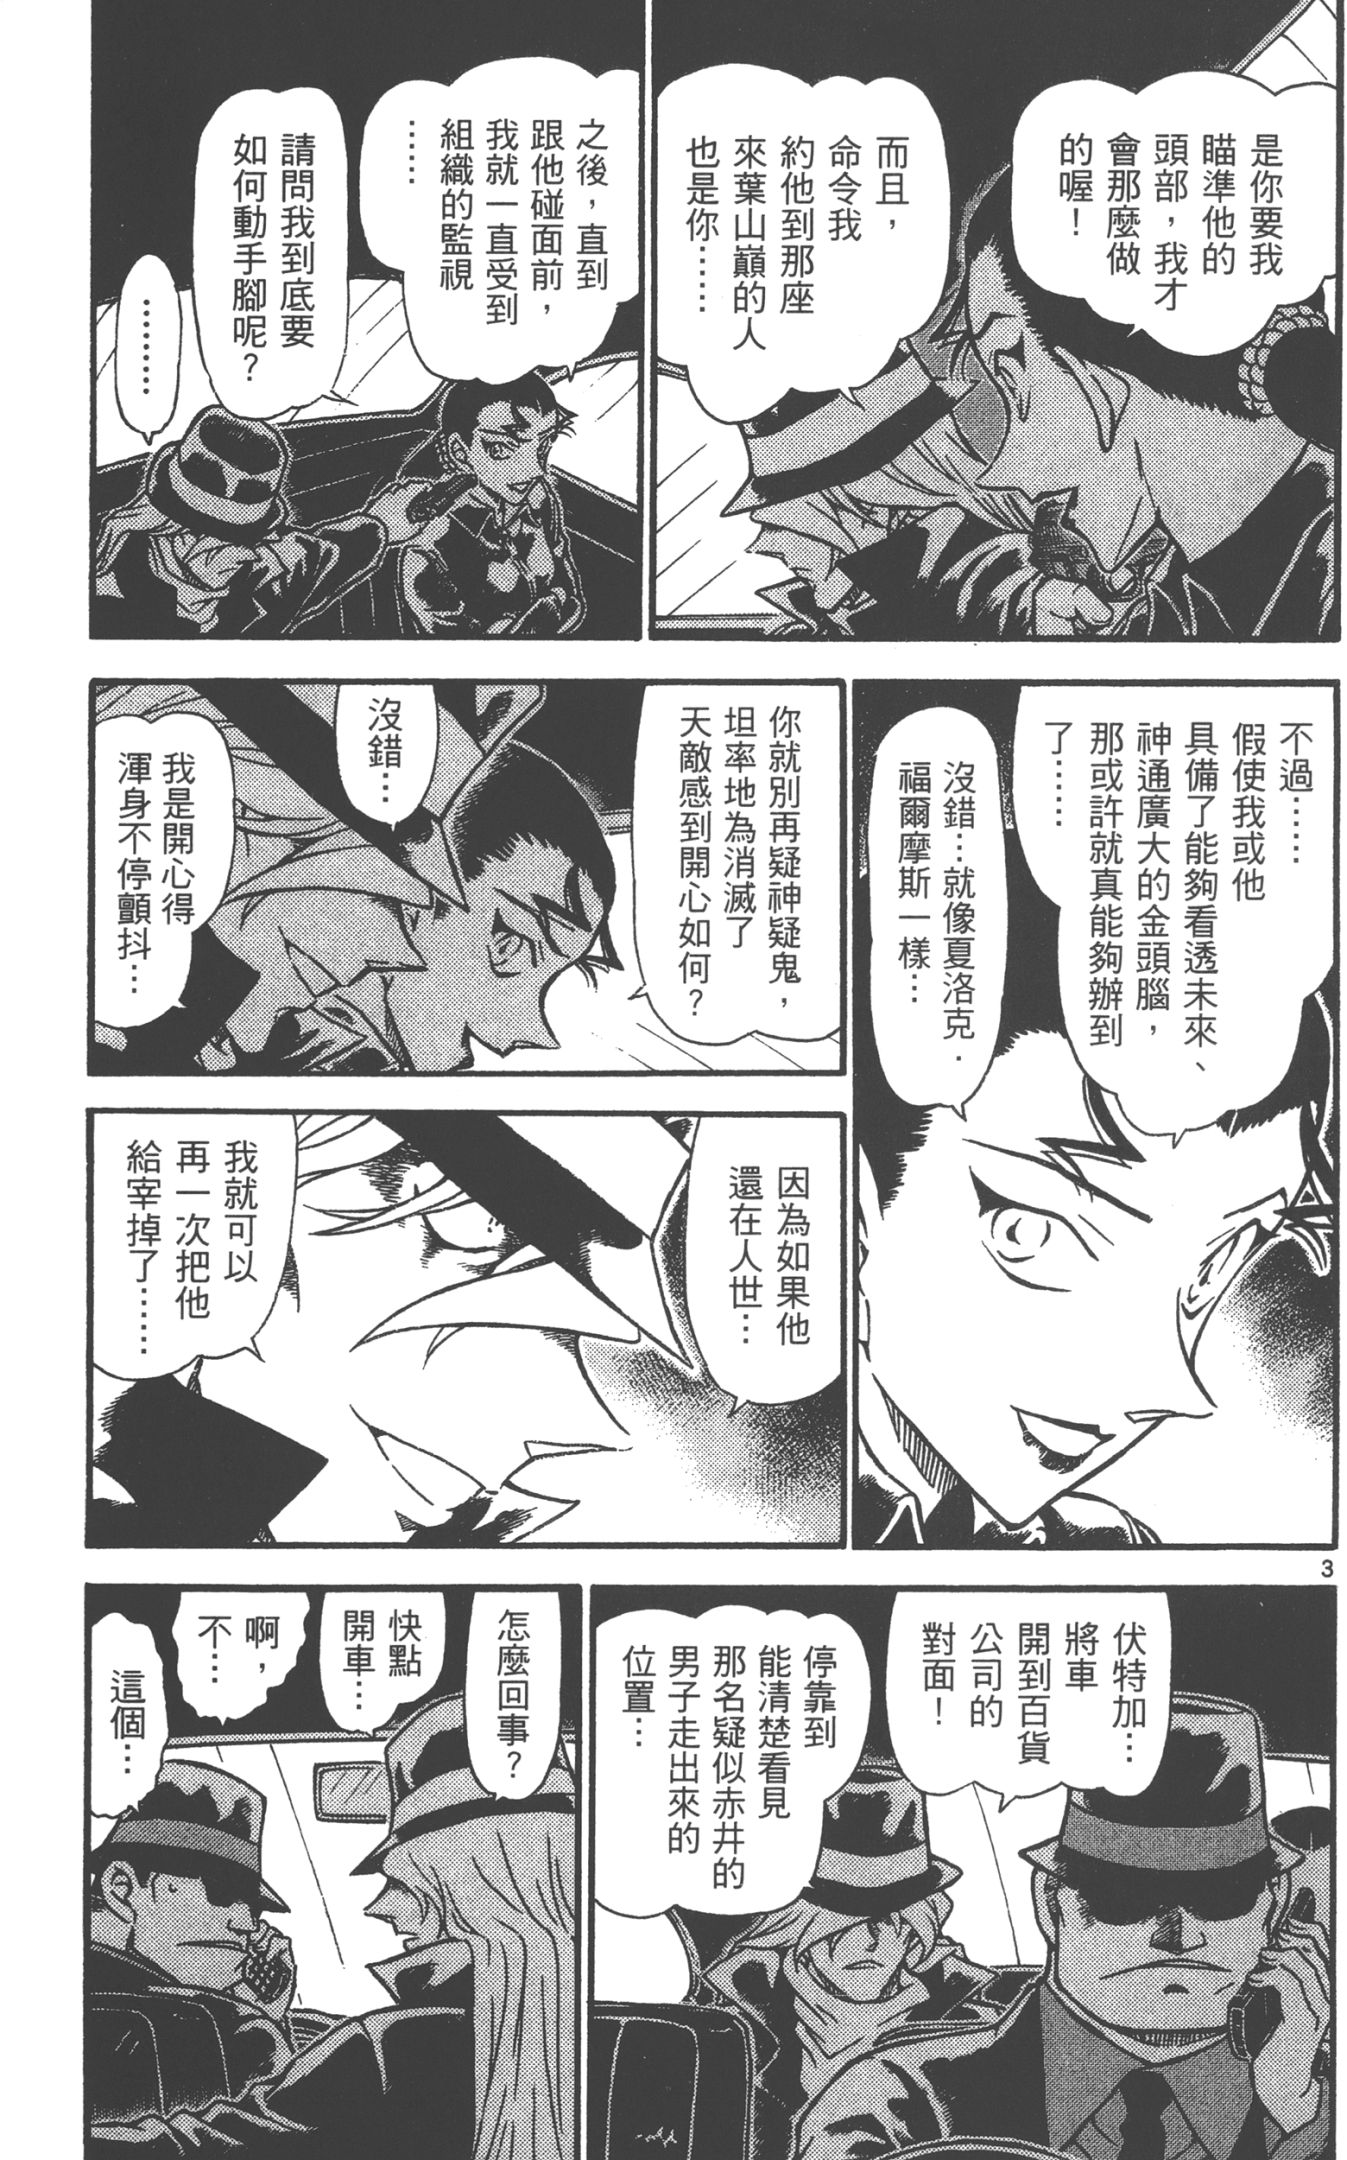 是你要我
瞄準他的
頭部，我才
會那麼做
的喔！
而且，
命令我
約他到那座
來葉山巔的人
也是你……
之後，直到
跟他碰面前，
我就一直受到
組織的監視
……
請問我到底要
如何動手腳呢？
………
不過……
假使我或他
具備了能夠看透未來、
神通廣大的金頭腦，
那或許就真能夠辦到
了……
沒錯…就像夏洛克．
福爾摩斯一樣…
你就別再疑神疑鬼，
坦率地為消滅了
天敵感到開心如何？
沒錯…
我是開心得
渾身不停顫抖…
因為如果他
還在人世…
我就可以
再一次把他
給宰掉了……
3
伏特加…
將車
開到百貨
公司的
對面！
停靠到
能清楚看見
那名疑似赤井的
男子走出來的
位置…
怎麼回事？
快點
開車…
啊，
不…
這個…